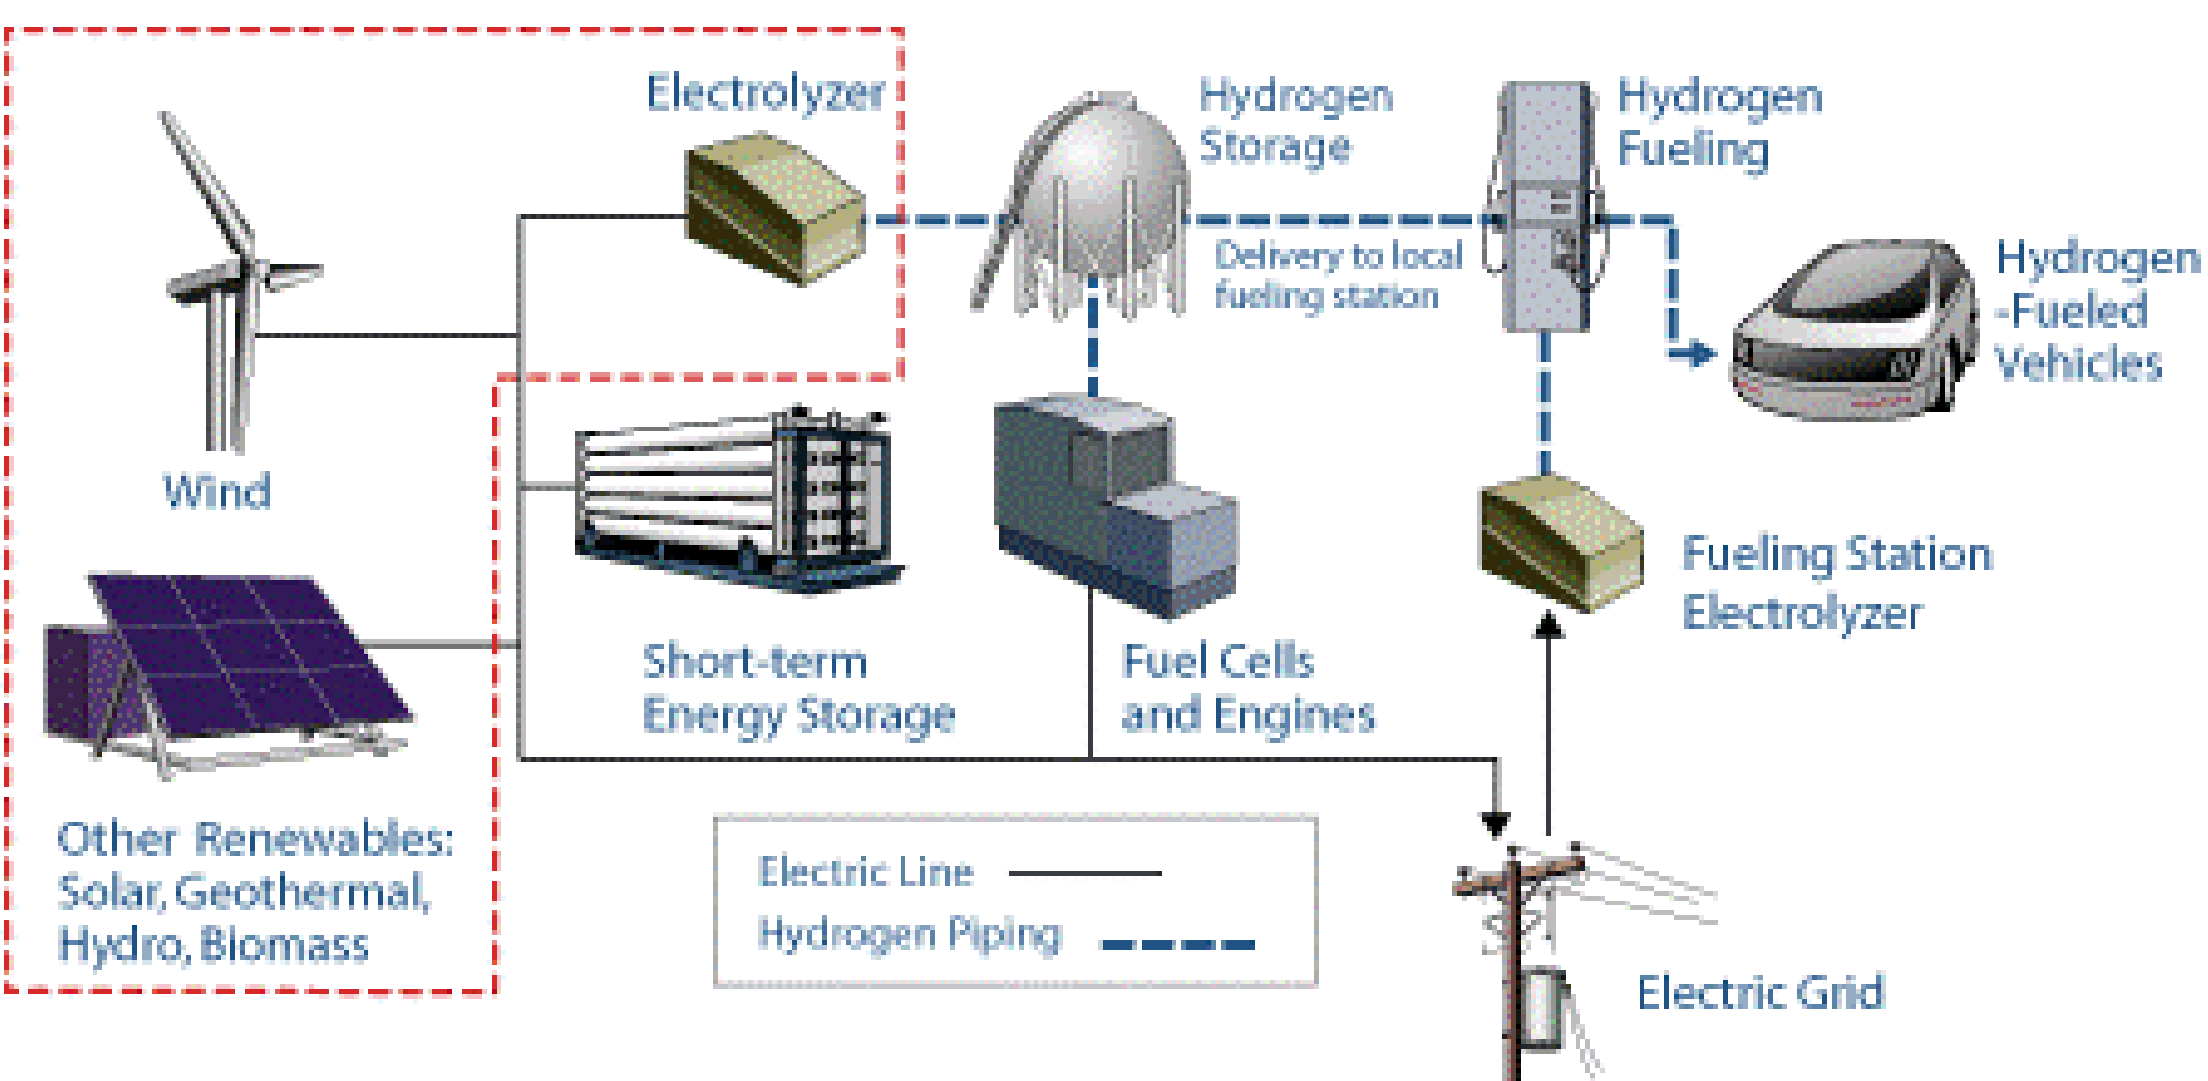 Electrolyzer
Hydrogen
Storage
Hydrogen
Fueling
Delivery to local
fueling station
Hydrogen
-Fueled
Vehicles
Wind
Short-term
Energy Storage
Fuel Cells
and Engines
Fueling Station
Electrolyzer
Other Renewables:
Solar, Geothermal,
Hydro, Biomass
Electric Line
Hydrogen Piping
Electric Grid